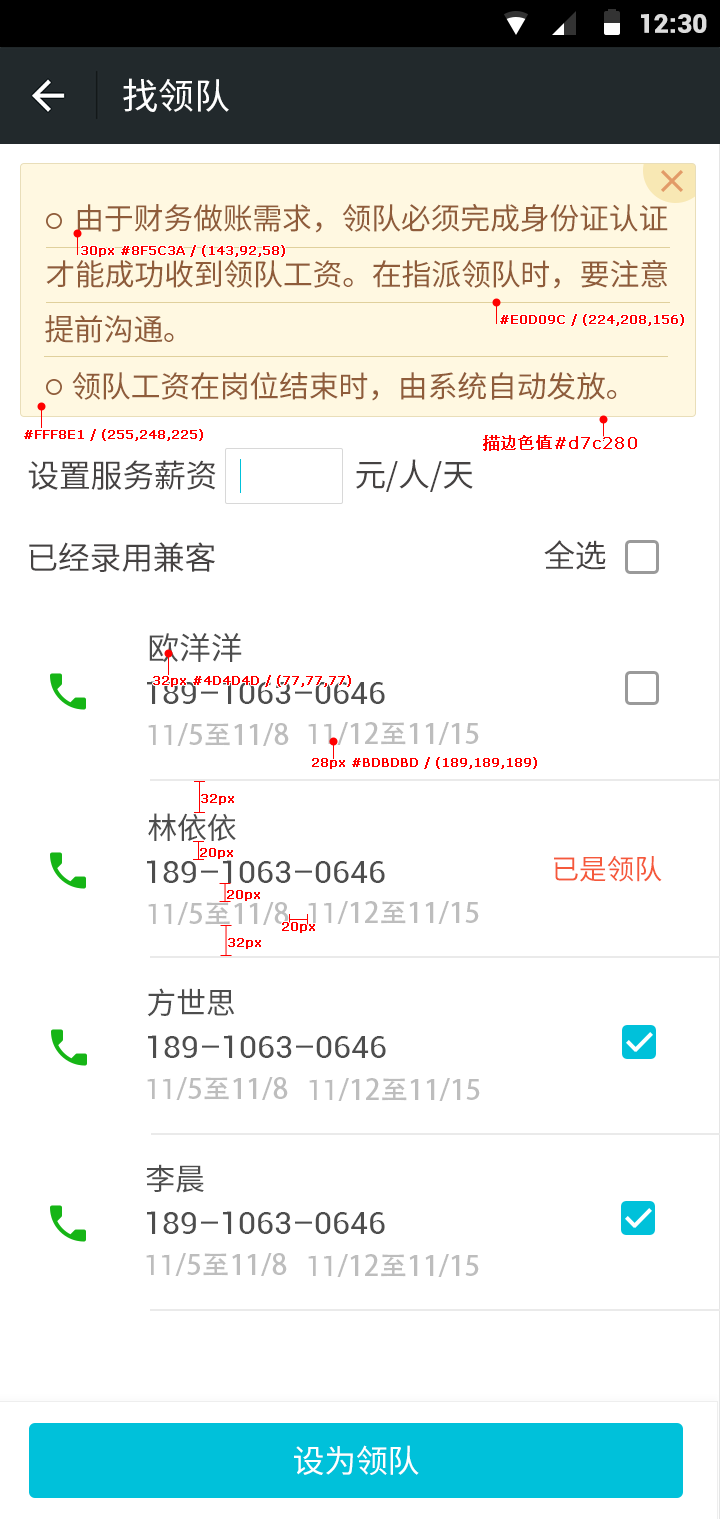 12:30
找领队
由于财务做账需求，领队必须完成身份证认证
30px #8F5C3A / (143,92,58)
才能成功收到领队工资。在指派领队时，要注意
#E0D09C / (224,208,156)
提前沟通。
领队工资在岗位结束时，由系统自动发放。
#FFF8E1 / (255,248,225)
描边色值#d7c280
设置服务薪资 元/人/天
已经录用兼客 全选
欧洋洋
32px #4D4D4D / (77,77,77)
189-1063-0646
11/5至11/8 11/12至11/15
28px #BDBDBD / (189,189,189)
32px
林依依
20px
189-1063-0646 已是领队
20px
11/5至11/8 11/12至11/15
20px
32px
方世思
189-1063-0646
11/5至11/8 11/12至11/15
李晨
189-1063-0646
11/5至11/8 11/12至11/15
设为领队